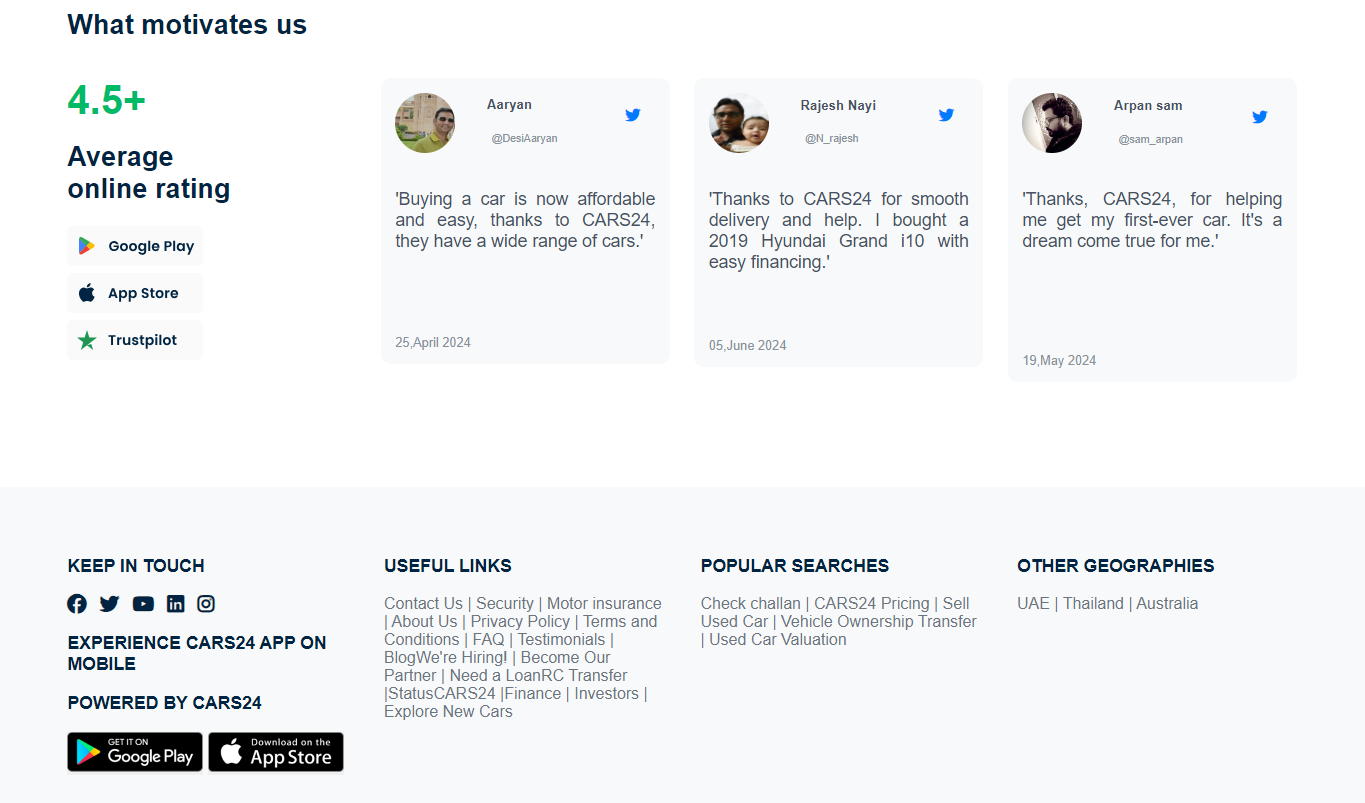 What motivates us
4.5+
Average
online rating
Google Play
App Store
Trustpilot
Aaryan
@DesiAaryan
'Buying a car is now affordable
and easy, thanks to CARS24,
they have a wide range of cars.'
25,April 2024
Rajesh Nayi
@N_rajesh
'Thanks to CARS24 for smooth
delivery and help. I bought a
2019 Hyundai Grand i10 with
easy financing.'
05,June 2024
Arpan sam
@sam_arpan
'Thanks, CARS24, for helping
me get my first-ever car. It's a
dream come true for me.'
19,May 2024
KEEP IN TOUCH
EXPERIENCE CARS24 APP ON
MOBILE
POWERED BY CARS24
GET IT ON
Google Play
Download on the
App Store
USEFUL LINKS
Contact Us | Security | Motor insurance
| About Us | Privacy Policy | Terms and
Conditions | FAQ | Testimonials |
BlogWe're Hiring! | Become Our
Partner | Need a LoanRC Transfer
|StatusCARS24 |Finance | Investors |
Explore New Cars
POPULAR SEARCHES
Check challan | CARS24 Pricing | Sell
Used Car | Vehicle Ownership Transfer
| Used Car Valuation
OTHER GEOGRAPHIES
UAE | Thailand | Australia